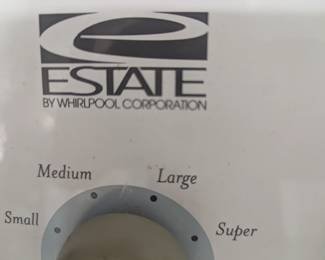 ESTATE
BY WHIRLPOOL CORPORATION
Medium
Large
Small
Super